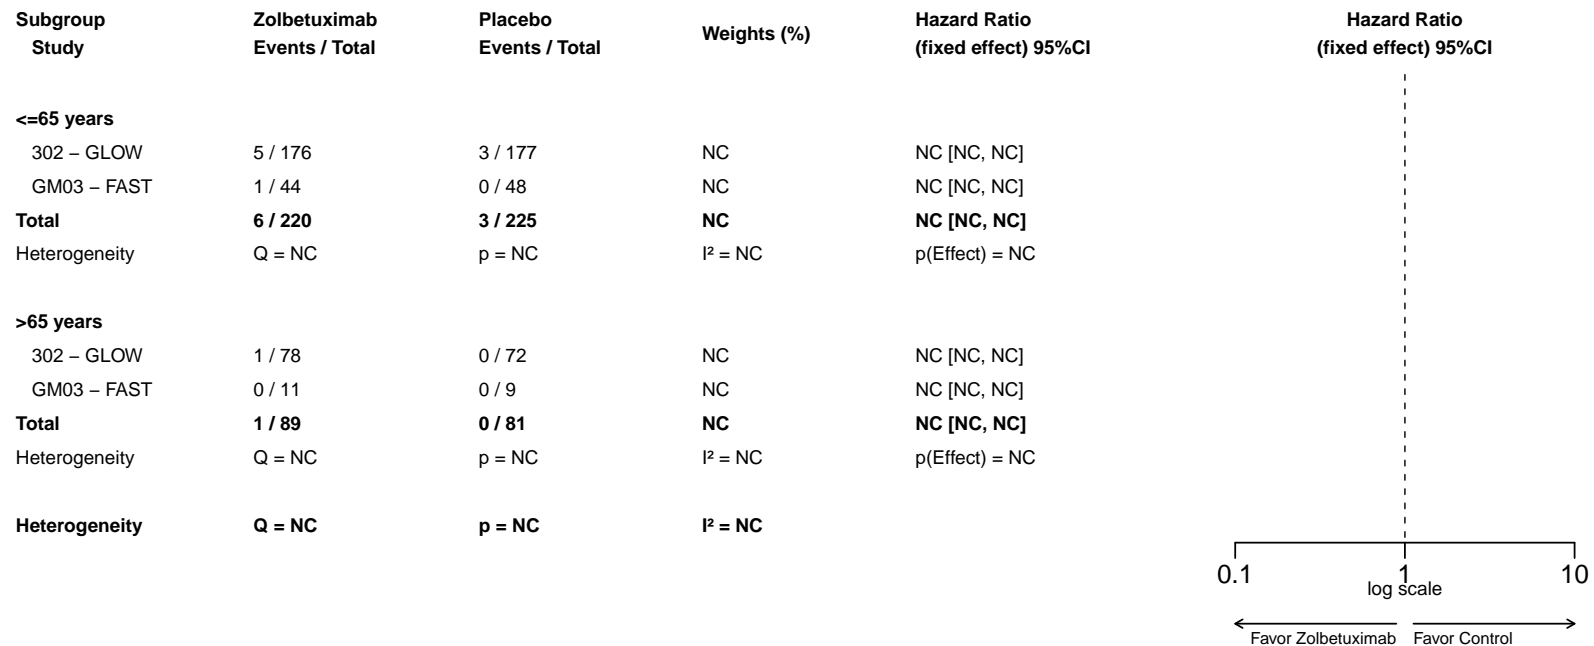 Subgroup Zolbetuximab Placebo Weights (%) Hazard Ratio Hazard Ratio
Study Events / Total Events / Total (fixed effect) 95%CI (fixed effect) 95%CI
<=65 years
302 − GLOW 5 / 176 3 / 177 NC NC [NC, NC]
GM03 − FAST 1 / 44 0 / 48 NC NC [NC, NC]
Total 6 / 220 3 / 225 NC NC [NC, NC]
Heterogeneity Q = NC p = NC I² = NC p(Effect) = NC
>65 years
302 − GLOW 1 / 78 0 / 72 NC NC [NC, NC]
GM03 − FAST 0 / 11 0 / 9 NC NC [NC, NC]
Total 1 / 89 0 / 81 NC NC [NC, NC]
Heterogeneity Q = NC p = NC I² = NC p(Effect) = NC
Heterogeneity Q = NC p = NC I² = NC
0.1 1 10
log scale
Favor Zolbetuximab Favor Control